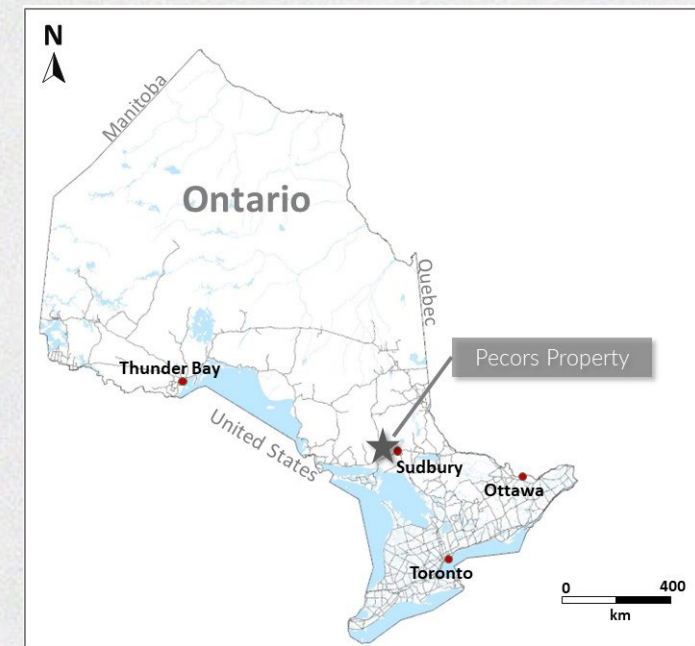 N
Manitoba
Ontario
Quebec
Pecors Property
Thunder Bay
United States
Sudbury
Ottawa
Toronto
0 400
km